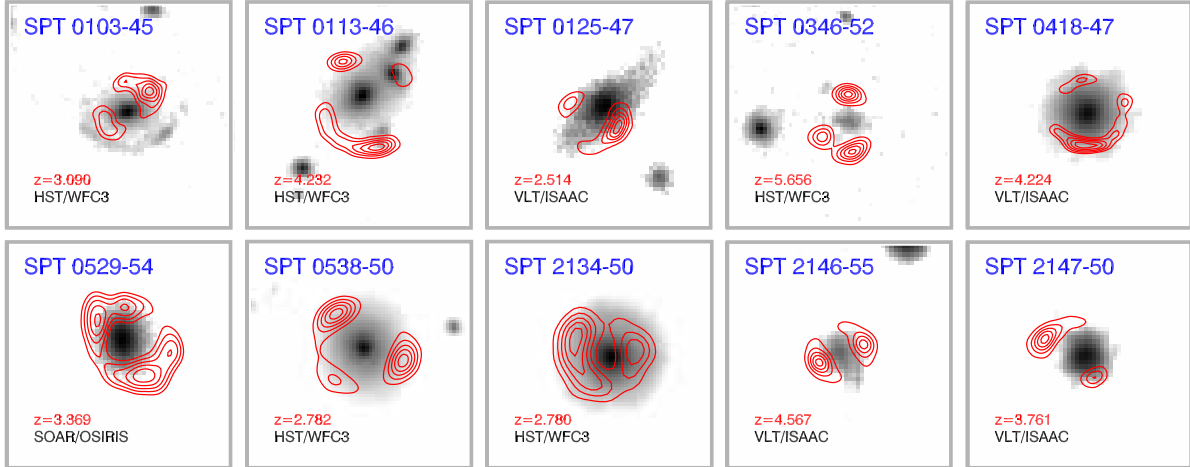 SPT 0103-45
z=3.090
HST/WFC3
SPT 0113-46
z=4.232
HST/WFC3
SPT 0125-47
z=2.514
VLT/ISAAC
SPT 0346-52
z=5.656
HST/WFC3
SPT 0418-47
z=4.224
VLT/ISAAC
SPT 0529-54
z=3.369
SOAR/OSIRIS
SPT 0538-50
z=2.782
HST/WFC3
SPT 2134-50
z=2.780
HST/WFC3
SPT 2146-55
z=4.567
VLT/ISAAC
SPT 2147-50
z=3.761
VLT/ISAAC